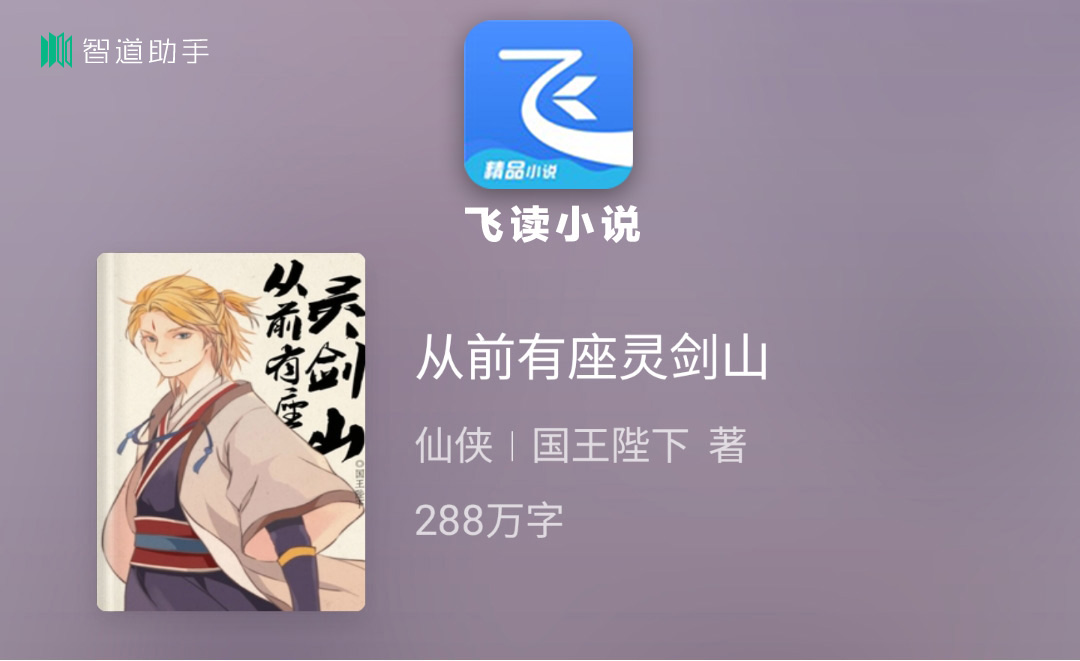 智道助手
飞
精品小说
飞读小说
从前有座
灵剑山
国王陛下
从前有座灵剑山
仙侠 | 国王陛下 著
288万字